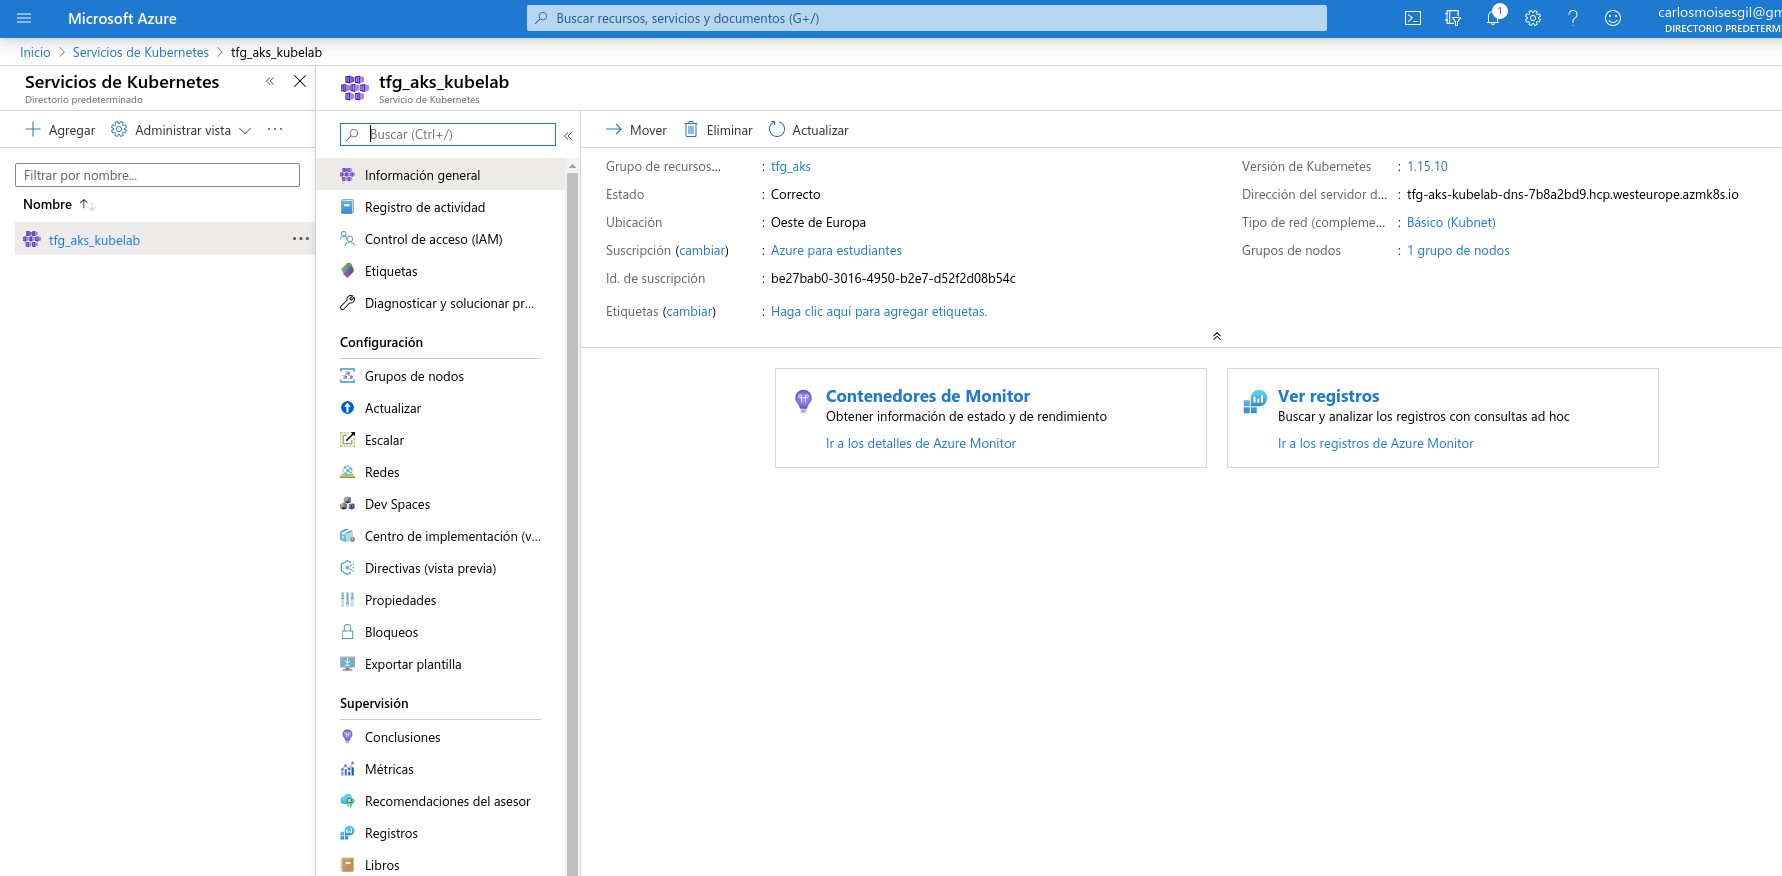 Microsoft Azure
Buscar recursos, servicios y documentos (G+/)
1
carlosmoisesgil@gm
DIRECTORIO PREDETERM
Inicio > Servicios de Kubernetes > tfg_aks_kubelab
Servicios de Kubernetes
Directorio predeterminado
Agregar
Administrar vista
Filtrar por nombre...
Nombre
tfg_aks_kubelab
tfg_aks_kubelab
Servicio de Kubernetes
Buscar (Ctrl+/)
Información general
Registro de actividad
Control de acceso (IAM)
Etiquetas
Diagnosticar y solucionar pr...
Configuración
Grupos de nodos
Actualizar
Escalar
Redes
Dev Spaces
Centro de implementación (v...
Directivas (vista previa)
Propiedades
Bloqueos
Exportar plantilla
Supervisión
Conclusiones
Métricas
Recomendaciones del asesor
Registros
Libros
Mover
Eliminar
Actualizar
Grupo de recursos... : tfg_aks
Estado : Correcto
Ubicación : Oeste de Europa
Suscripción (cambiar) : Azure para estudiantes
Id. de suscripción : be27bab0-3016-4950-b2e7-d52f2d08b54c
Etiquetas (cambiar) : Haga clic aquí para agregar etiquetas.
Versión de Kubernetes : 1.15.10
Dirección del servidor d... : tfg-aks-kubelab-dns-7b8a2bd9.hcp.westeurope.azmk8s.io
Tipo de red (compleme... : Básico (Kubnet)
Grupos de nodos : 1 grupo de nodos
Contenedores de Monitor
Obtener información de estado y de rendimiento
Ir a los detalles de Azure Monitor
Ver registros
Buscar y analizar los registros con consultas ad hoc
Ir a los registros de Azure Monitor